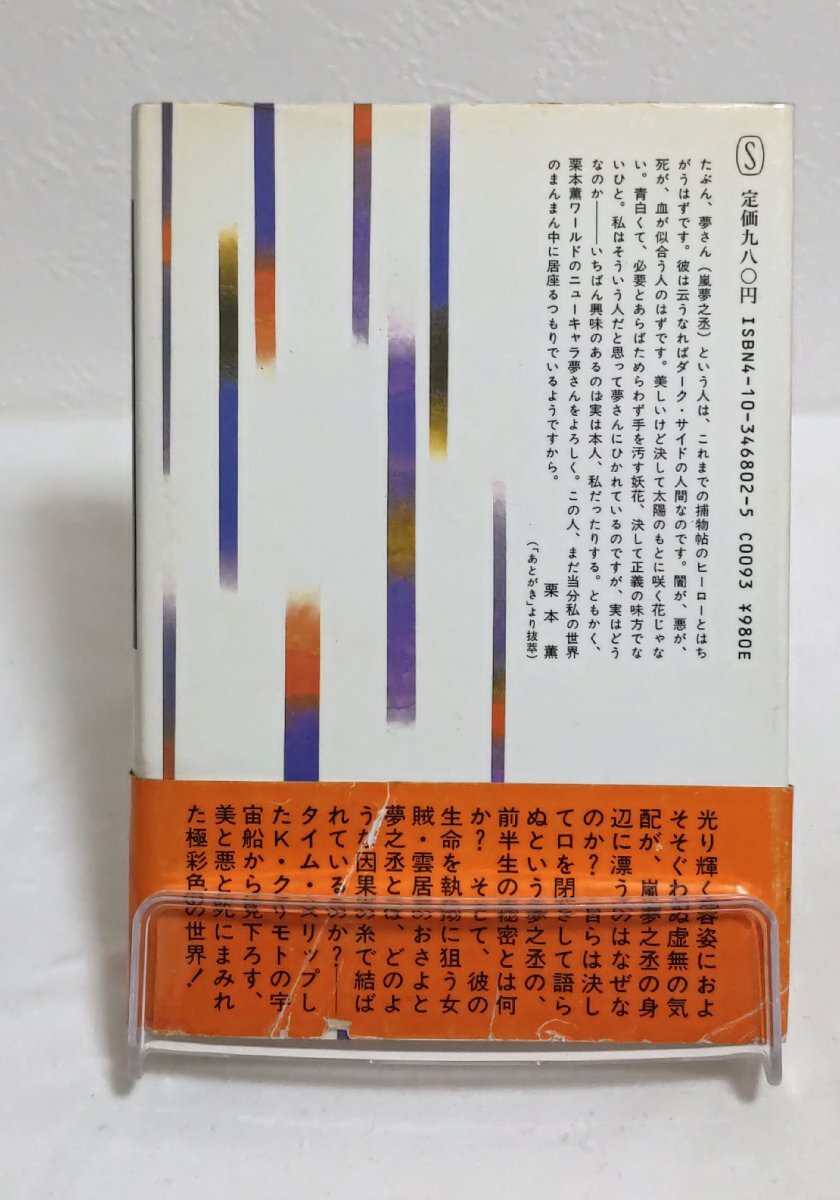 S
定価九八〇円 ISBN4-10-346802-5 C0093 ¥980E
たぶん、夢さん（嵐夢之丞）という人は、これまでの捕物帖のヒーローとはち
がうはずです。彼は云うなればダーク・サイドの人間なのです。闇が、悪が、
死が、血が似合う人のはずです。美しいけど決して太陽のもとに咲く花じゃな
い。青白くて、必要とあらばためらわず手を汚す妖花、決して正義の味方でな
いひと。私はそういう人だと思って夢さんにひかれているのですが、実はどう
なのか――いちばん興味のあるのは実は本人、私だったりする。ともかく、
栗本薫ワールドのニューキャラ夢さんをよろしく。この人、まだ当分私の世界
のまんまん中に居座るつもりでいるようですから。
栗本薫
（「あとがき」より抜萃）
光り輝く容姿におよ
そそぐわぬ虚無の気
配が、嵐夢之丞の身
辺に漂うのはなぜな
のか? 自らは決し
て口を閉ざして語ら
ぬという夢之丞の、
前半生の秘密とは何
か? そして、彼の
生命を執拗に狙う女
賊・雲居のおさよと
夢之丞とは、どのよ
うな因果の糸で結ば
れているのか?――
タイム・スリップし
たK・クリモトの宇
宙船から見下ろす、
美と悪と死にまみれ
た極彩色の世界!